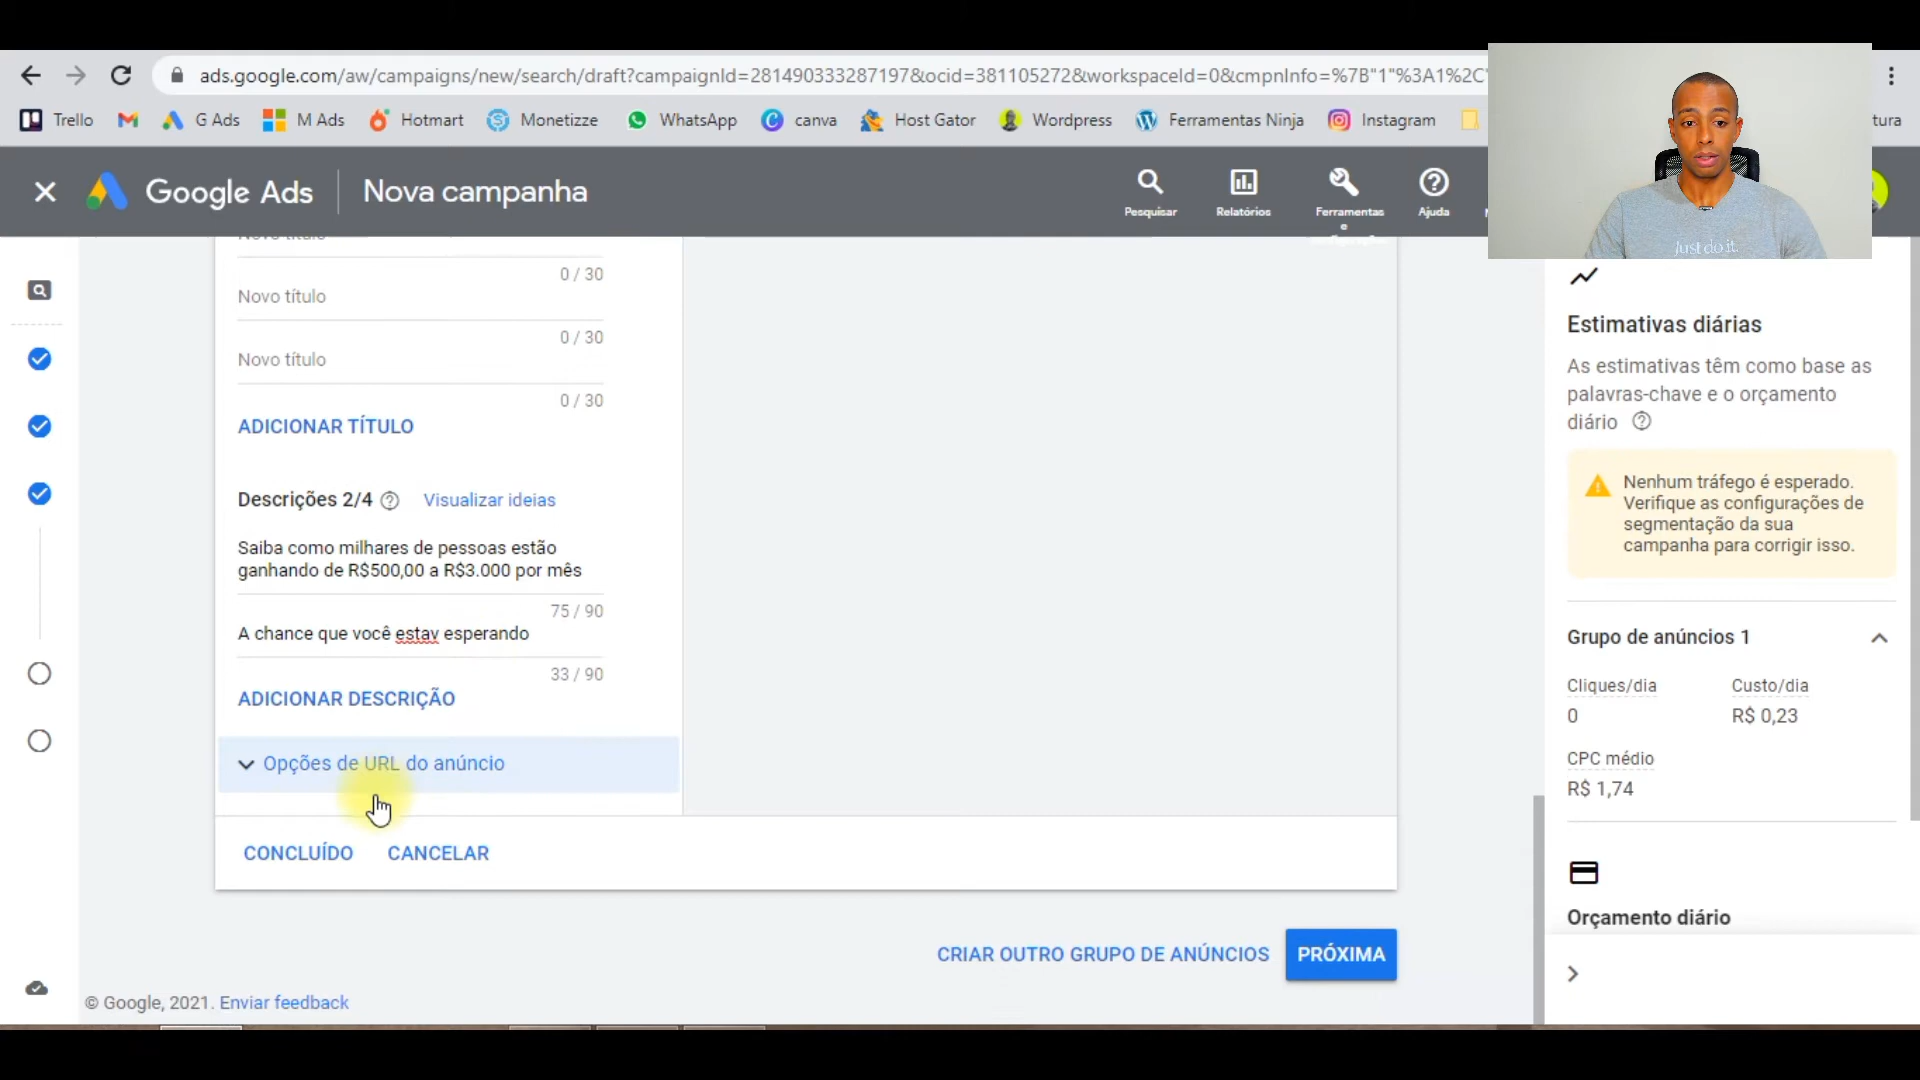 ads.google.com/aw/campaigns/new/search/draft?campaignId=281490333287197&ocid=381105272&workspaceId=0&cmpnInfo=%7B"1"%3A1%2C"
Trello
G Ads
M Ads
Hotmart
Monetizze
WhatsApp
canva
Host Gator
Wordpress
Ferramentas Ninja
Instagram
tura
Google Ads
Nova campanha
Pesquisar
Relatórios
Ferramentas
e
Ajuda
Just do it.
Novo título
0 / 30
Novo título
0 / 30
Novo título
0 / 30
ADICIONAR TÍTULO
Descrições 2/4
Visualizar ideias
Saiba como milhares de pessoas estão
ganhando de R$500,00 a R$3.000 por mês
75 / 90
A chance que você estav esperando
33 / 90
ADICIONAR DESCRIÇÃO
Opções de URL do anúncio
CONCLUÍDO
CANCELAR
CRIAR OUTRO GRUPO DE ANÚNCIOS
PRÓXIMA
© Google, 2021. Enviar feedback
Estimativas diárias
As estimativas têm como base as
palavras-chave e o orçamento
diário
Nenhum tráfego é esperado.
Verifique as configurações de
segmentação da sua
campanha para corrigir isso.
Grupo de anúncios 1
Cliques/dia
Custo/dia
0
R$ 0,23
CPC médio
R$ 1,74
Orçamento diário